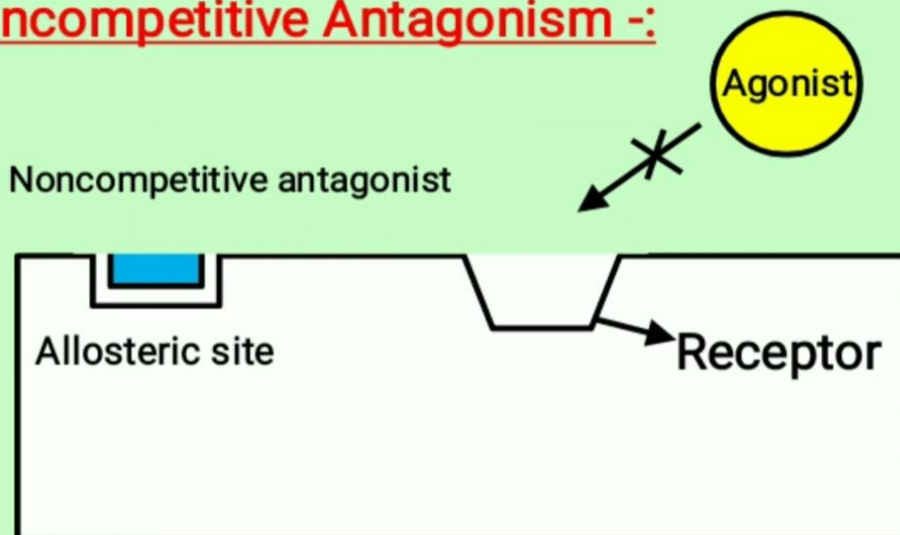 ncompetitive Antagonism -:
Agonist
Noncompetitive antagonist
Allosteric site
Receptor